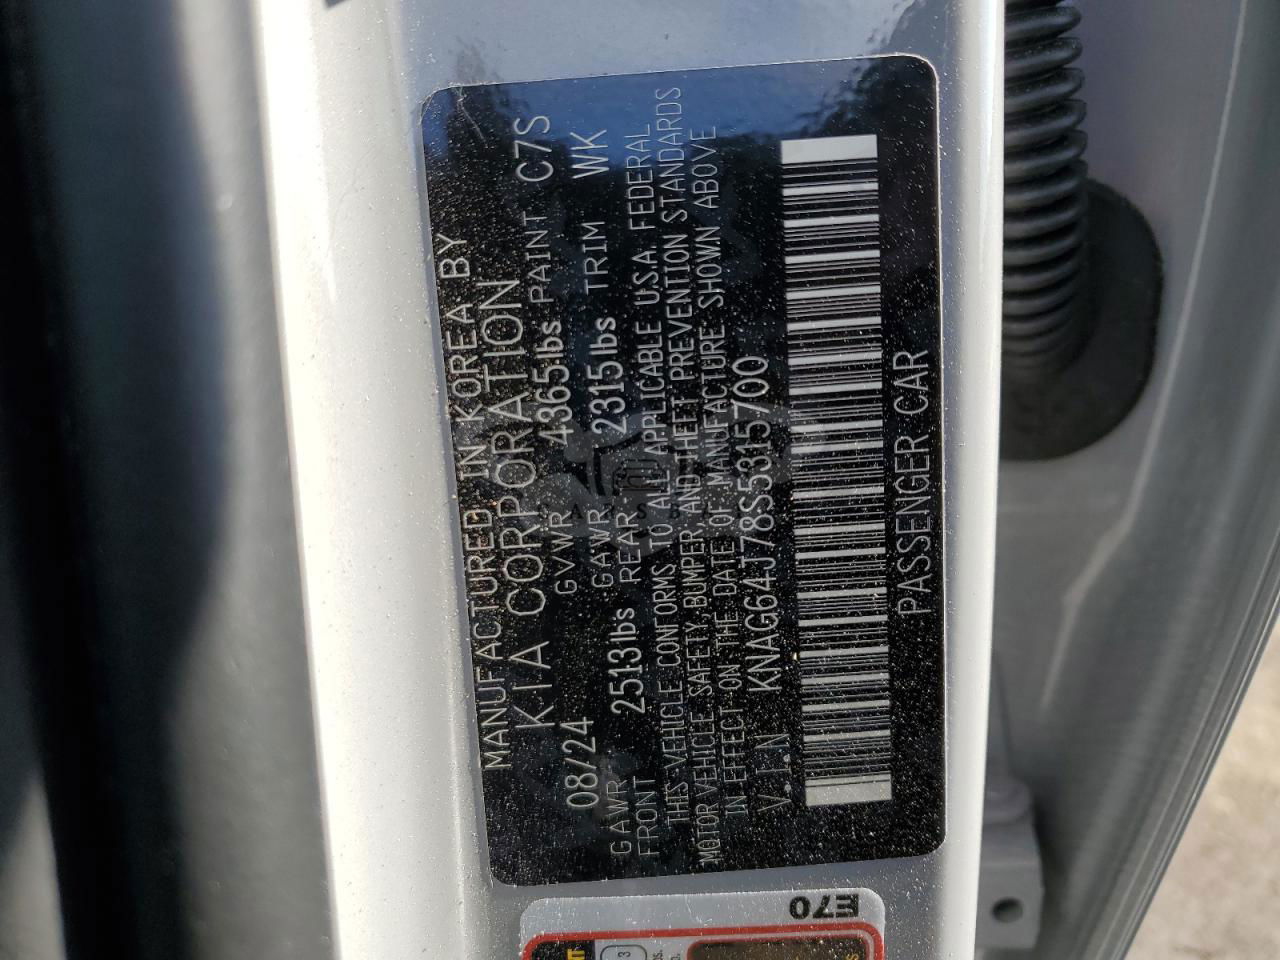 MANUFACTURED IN KOREA BY
KIA CORPORATION
08/24 GVWR 4365lbs PAINT C7S
GAWR FRONT 2513lbs GAWR REAR 2315lbs TRIM WK
THIS VEHICLE CONFORMS TO ALL APPLICABLE U.S.A. FEDERAL
MOTOR VEHICLE SAFETY BUMPER, AND THEFT PREVENTION STANDARDS
IN EFFECT ON THE DATE OF MANUFACTURE SHOWN ABOVE
V.I.N KNAG64J78S5315700
PASSENGER CAR
E70
3